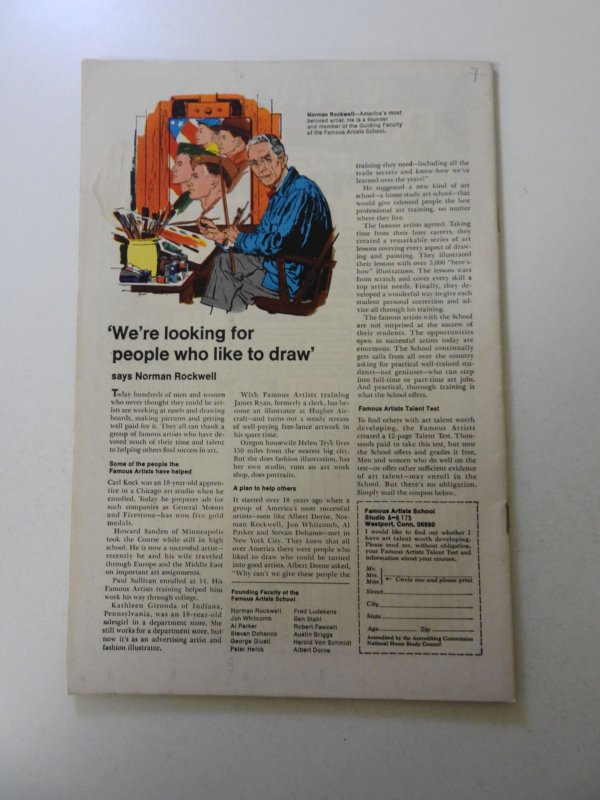 7
Norman Rockwell—America's most
beloved artist. He is a founder
and member of the Guiding Faculty
of the Famous Artists School.
'We're looking for
people who like to draw'
says Norman Rockwell
Today hundreds of men and women
who never thought they could be art-
ists are working at easels and drawing
boards, making pictures and getting
well paid for it. They all can thank a
group of famous artists who have de-
voted much of their time and talent
to helping others find success in art.
Some of the people the
Famous Artists have helped
Carl Kock was an 18-year-old appren-
tice in a Chicago art studio when he
enrolled. Today he prepares ads for
such companies as General Motors
and Firestone—has won five gold
medals.
Howard Sanden of Minneapolis
took the Course while still in high
school. He is now a successful artist—
recently he and his wife traveled
through Europe and the Middle East
on important art assignments.
Paul Sullivan enrolled at 14. His
Famous Artists training helped him
work his way through college.
Kathleen Gironda of Indiana,
Pennsylvania, was an 18-year-old
salesgirl in a department store. She
still works for a department store, but
now it's as an advertising artist and
fashion illustrator.
With Famous Artists training
James Ryan, formerly a clerk, has be-
come an illustrator at Hughes Air-
craft—and turns out a steady stream
of well-paying free-lance artwork in
his spare time.
Oregon housewife Helen Tryk lives
150 miles from the nearest big city.
But she does fashion illustration, has
her own studio, runs an art work
shop, does portraits.
A plan to help others
It started over 18 years ago when a
group of America's most successful
artists—men like Albert Dorne, Nor-
man Rockwell, Jon Whitcomb, Al
Parker and Stevan Dohanos—met in
New York City. They knew that all
over America there were people who
liked to draw who could be turned
into good artists. Albert Dorne asked,
"Why can't we give these people the
Founding Faculty of the
Famous Artists School
Norman Rockwell
Jon Whitcomb
Al Parker
Stevan Dohanos
George Giusti
Peter Helck
Fred Ludekens
Ben Stahl
Robert Fawcett
Austin Briggs
Harold Von Schmidt
Albert Dorne
training they need—including all the
trade secrets and know-how we've
learned over the years?"
He suggested a new kind of art
school—a home study art school—that
would give talented people the best
professional art training, no matter
where they live.
The famous artists agreed. Taking
time from their busy careers, they
created a remarkable series of art
lessons covering every aspect of draw-
ing and painting. They illustrated
their lessons with over 5,000 "here's-
how" illustrations. The lessons start
from scratch and cover every skill a
top artist needs. Finally, they de-
veloped a wonderful way to give each
student personal correction and ad-
vice all through his training.
The famous artists with the School
are not surprised at the success of
their students. The opportunities
open to successful artists today are
enormous. The School continually
gets calls from all over the country
asking for practical well-trained stu-
dents—not geniuses—who can step
into full-time or part-time art jobs.
And practical, thorough training is
what the School offers.
Famous Artists Talent Test
To find others with art talent worth
developing, the Famous Artists
created a 12-page Talent Test. Thou-
sands paid to take this test, but now
the School offers and grades it free.
Men and women who do well on the
test—or offer other sufficient evidence
of art talent—may enroll in the
School. But there's no obligation.
Simply mail the coupon below.
Famous Artists School
Studio
Westport, Conn. 06880
I would like to find out whether I
have art talent worth developing.
Please send me, without obligation,
your Famous Artists Talent Test and
information about your courses.
Mr.
Mrs.
Miss
Circle one and please print
Street
City
State
Age Zip
Accredited by the Accrediting Commission
National Home Study Council